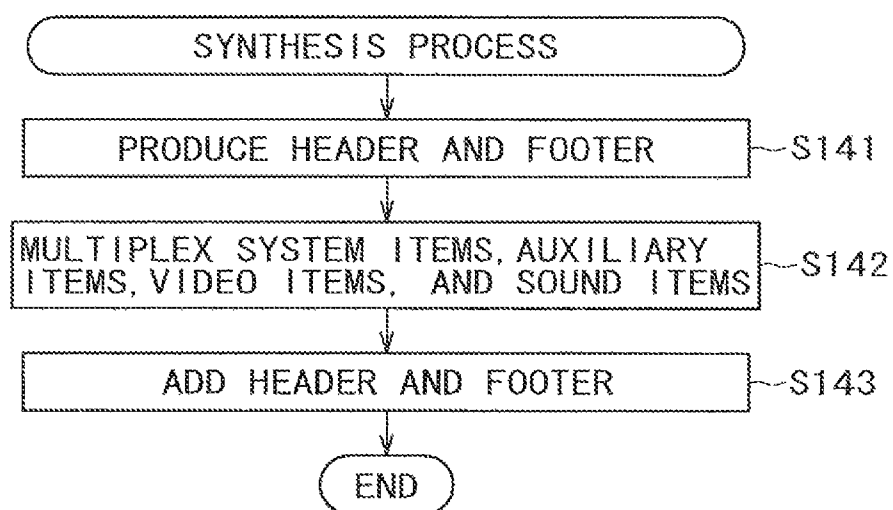 SYNTHESIS PROCESS
PRODUCE HEADER AND FOOTER
S141
MULTIPLEX SYSTEM ITEMS, AUXILIARY
ITEMS, VIDEO ITEMS, AND SOUND ITEMS
S142
ADD HEADER AND FOOTER
S143
END